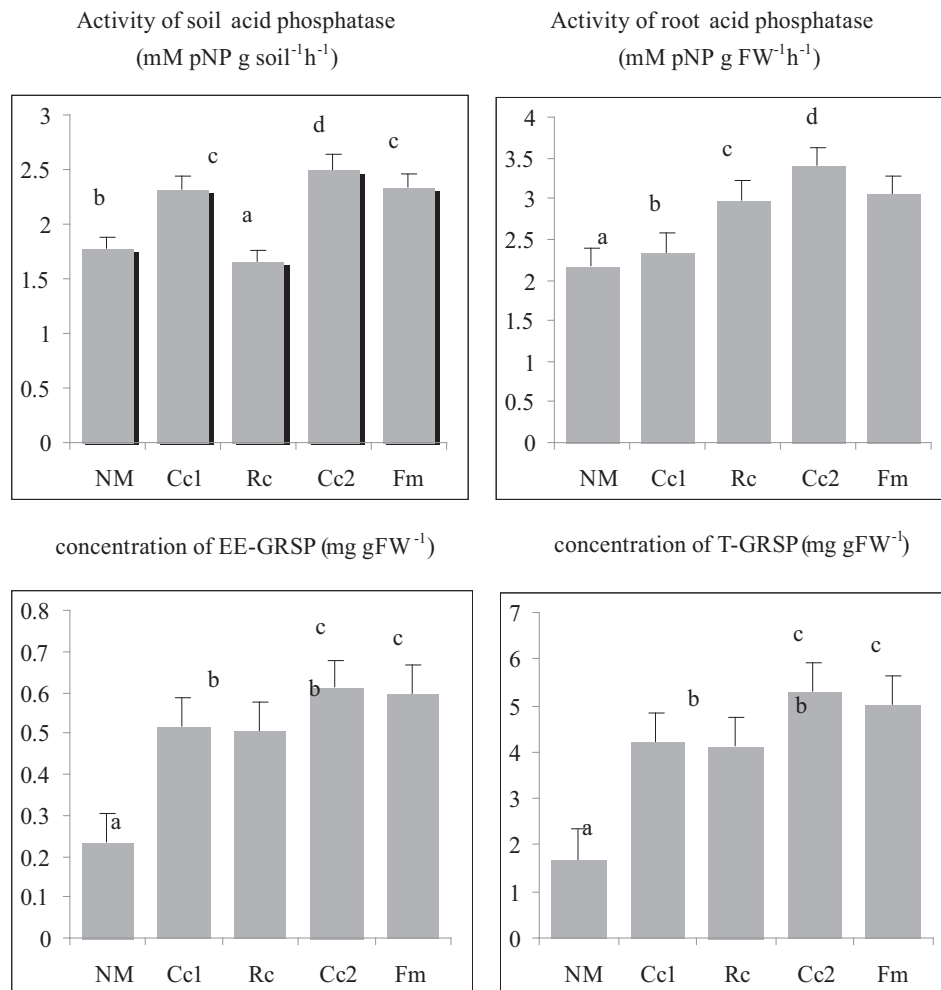 Activity of soil acid phosphatase
(mM pNP g soil⁻¹h⁻¹)
3
2.5
2
1.5
1
0.5
0
b
c
a
d
c
NM Cc1 Rc Cc2 Fm
Activity of root acid phosphatase
(mM pNP g FW⁻¹h⁻¹)
4
3.5
3
2.5
2
1.5
1
0.5
0
a
b
c
d
NM Cc1 Rc Cc2 Fm
concentration of EE-GRSP (mg gFW⁻¹)
0.8
0.7
0.6
0.5
0.4
0.3
0.2
0.1
0
a
b
b
c
c
NM Cc1 Rc Cc2 Fm
concentration of T-GRSP (mg gFW⁻¹)
7
6
5
4
3
2
1
0
a
b
b
c
c
NM Cc1 Rc Cc2 Fm